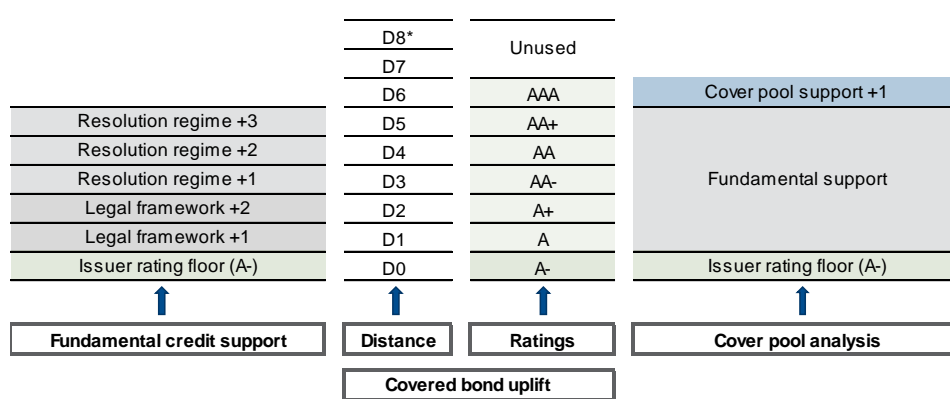 D8* Unused
D7
D6 AAA Cover pool support +1
Resolution regime +3 D5 AA+
Resolution regime +2 D4 AA
Resolution regime +1 D3 AA- Fundamental support
Legal framework +2 D2 A+
Legal framework +1 D1 A
Issuer rating floor (A-) D0 A- Issuer rating floor (A-)
Fundamental credit support Distance Ratings Cover pool analysis
Covered bond uplift